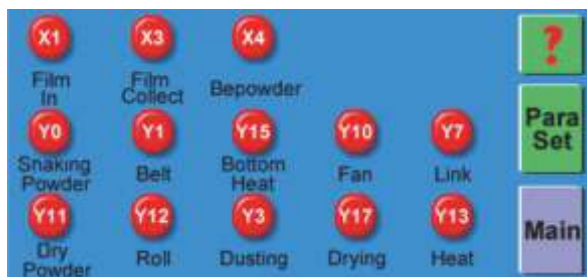 X1 X3 X4 ?
Film In Film Collect Bepowder
Y0 Y1 Y15 Y10 Y7 Para Set
Snaking Powder Belt Bottom Heat Fan Link
Y11 Y12 Y3 Y17 Y13 Main
Dry Powder Roll Dusting Drying Heat